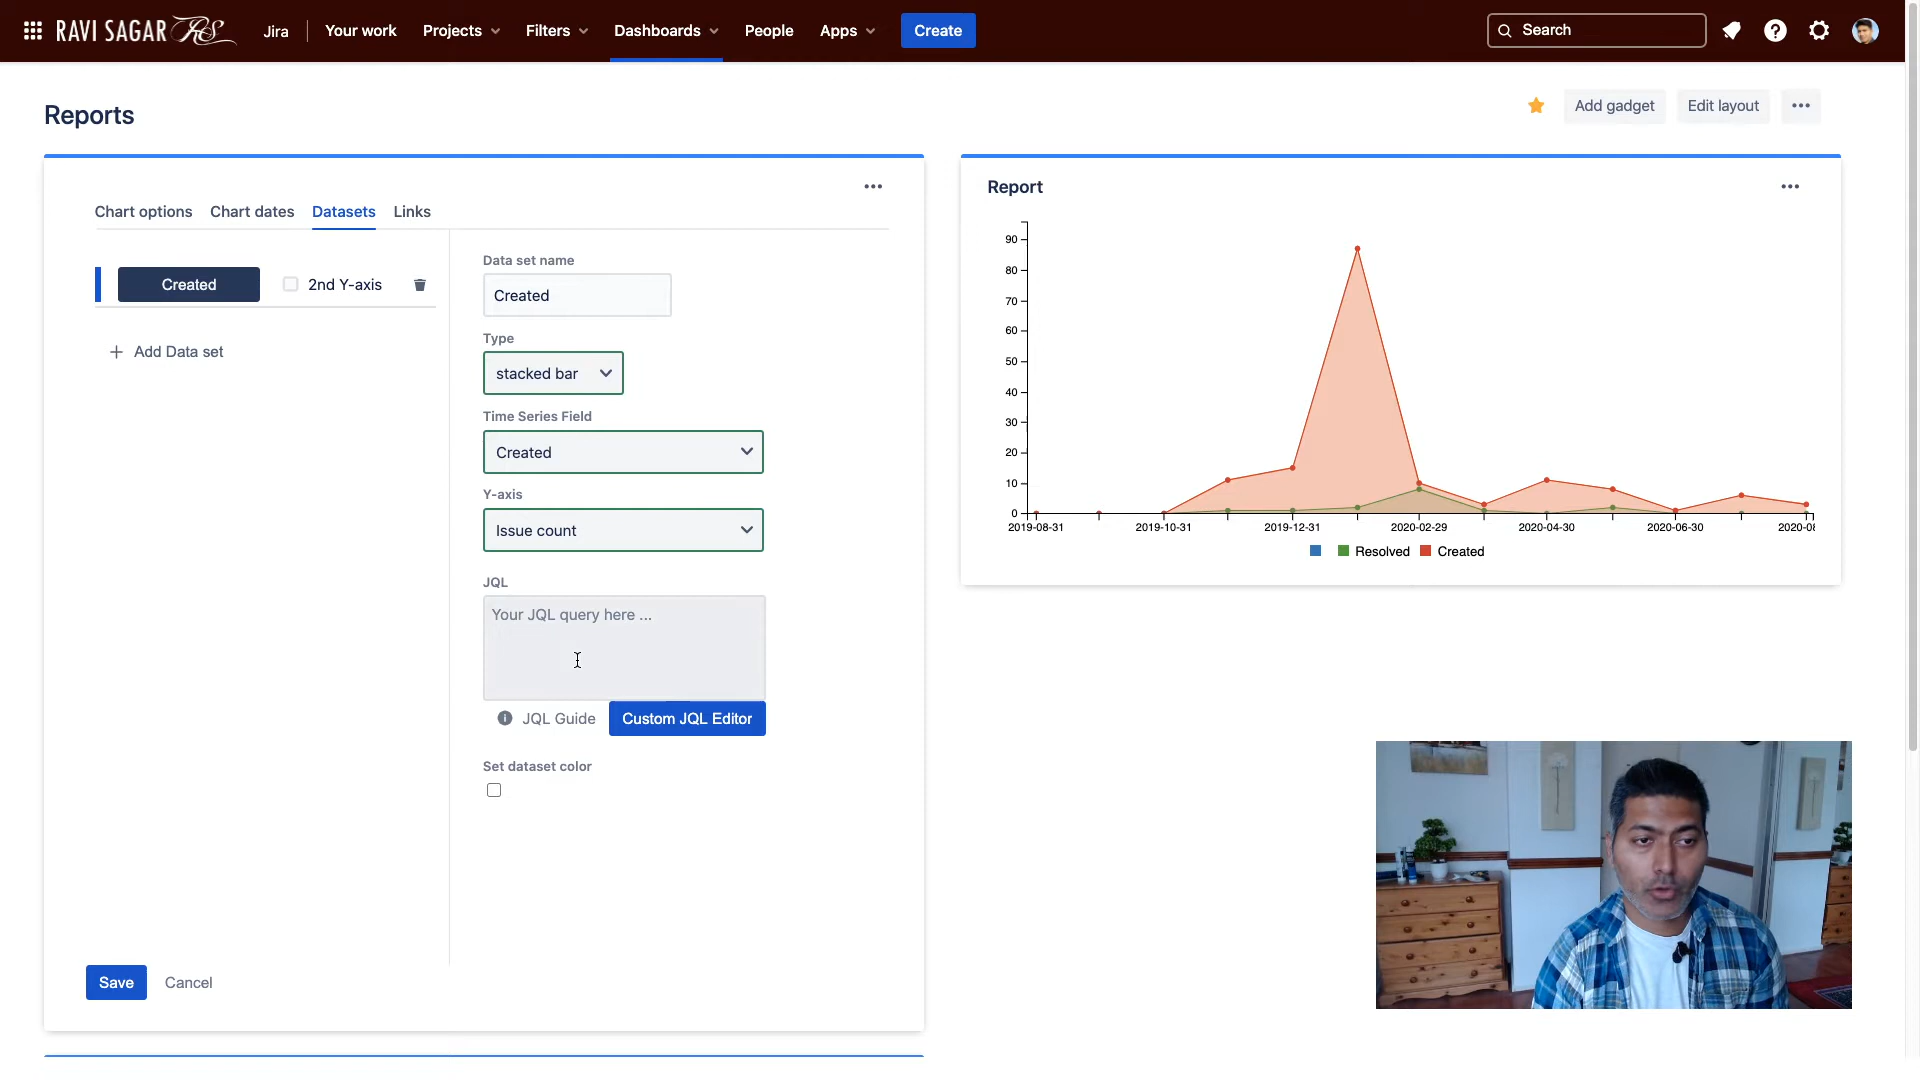 RAVI SAGAR RS
Jira
Your work
Projects
Filters
Dashboards
People
Apps
Create
Search
Reports
Add gadget
Edit layout
Chart options
Chart dates
Datasets
Links
Created
2nd Y-axis
+ Add Data set
Data set name
Created
Type
stacked bar
Time Series Field
Created
Y-axis
Issue count
JQL
Your JQL query here ...
JQL Guide
Custom JQL Editor
Set dataset color
Save
Cancel
Report
90
80
70
60
50
40
30
20
10
0
2019-08-31 2019-10-31 2019-12-31 2020-02-29 2020-04-30 2020-06-30
Resolved Created